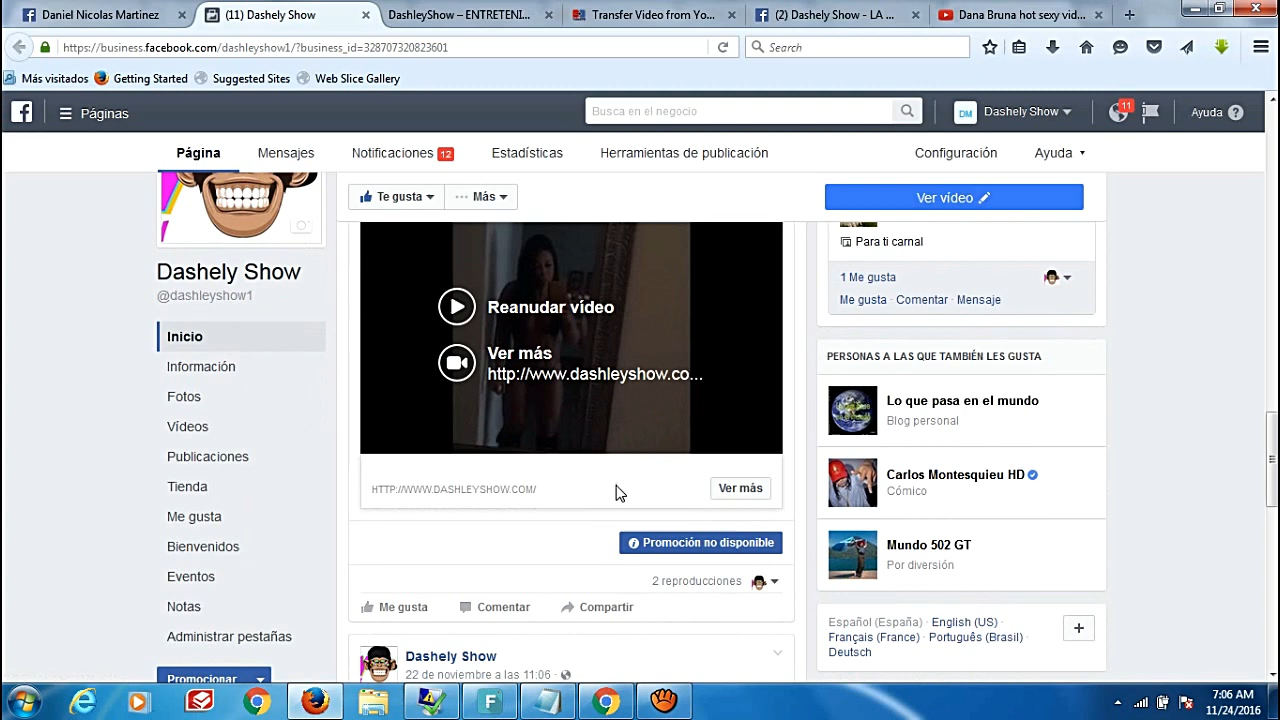 Daniel Nicolas Martinez
(11) Dashely Show
DashleyShow – ENTRETENI...
Transfer Video from Yo...
(2) Dashely Show - LA ...
Dana Bruna hot sexy vid...
https://business.facebook.com/dashleyshow1/?business_id=328707320823601
Search
Más visitados
Getting Started
Suggested Sites
Web Slice Gallery
Páginas
Busca en el negocio
DM
Dashely Show
11
Ayuda
Página
Mensajes
Notificaciones 12
Estadísticas
Herramientas de publicación
Configuración
Ayuda
Te gusta
Más
Ver vídeo
Dashely Show
@dashleyshow1
Inicio
Información
Fotos
Vídeos
Publicaciones
Tienda
Me gusta
Bienvenidos
Eventos
Notas
Administrar pestañas
Promocionar
Reanudar vídeo
Ver más
http://www.dashleyshow.co...
HTTP://WWW.DASHLEYSHOW.COM/
Ver más
Promoción no disponible
2 reproducciones
Me gusta
Comentar
Compartir
Dashely Show
22 de noviembre a las 11:06 ·
Para ti carnal
1 Me gusta
Me gusta · Comentar · Mensaje
PERSONAS A LAS QUE TAMBIÉN LES GUSTA
Lo que pasa en el mundo
Blog personal
Carlos Montesquieu HD
Cómico
Mundo 502 GT
Por diversión
Español (España) · English (US) ·
Français (France) · Português (Brasil) ·
Deutsch
7:06 AM
11/24/2016